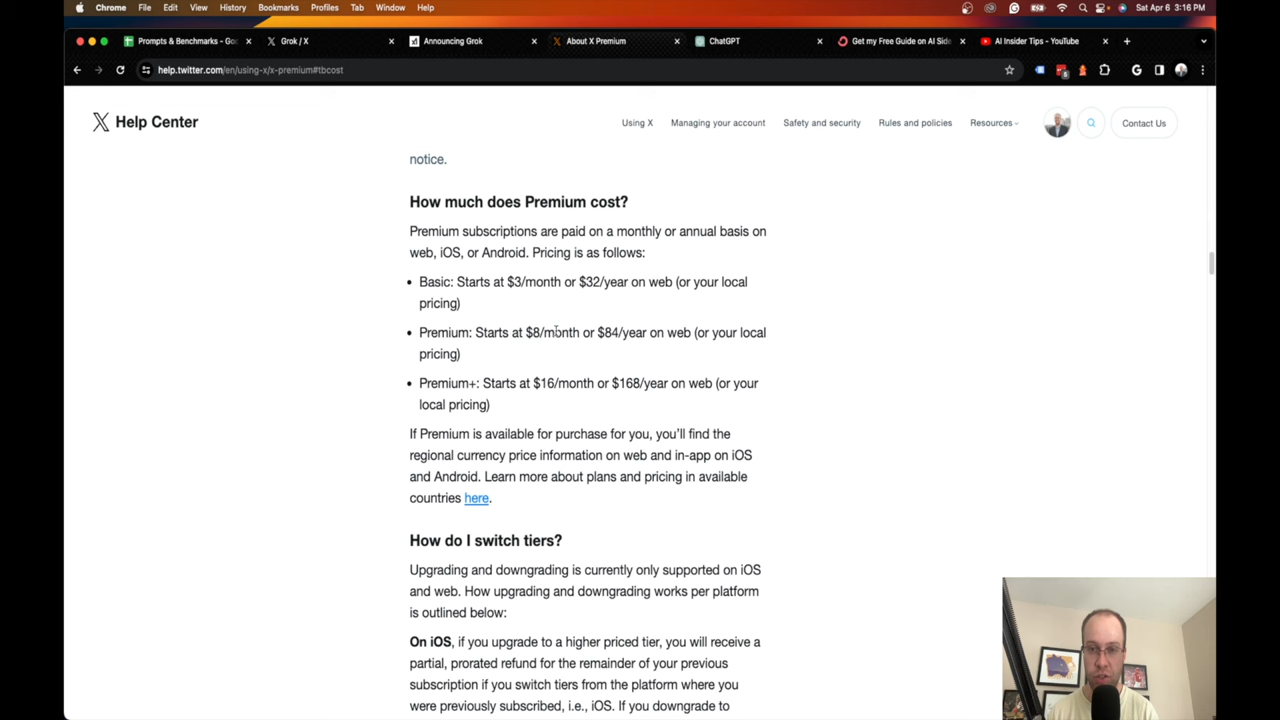 Chrome File Edit View History Bookmarks Profiles Tab Window Help
Sat Apr 6 3:16 PM
Prompts & Benchmarks - Goo
Grok / X
Announcing Grok
About X Premium
ChatGPT
Get my Free Guide on AI Side
AI Insider Tips - YouTube
help.twitter.com/en/using-x/x-premium#tbcost
Help Center
Using X
Managing your account
Safety and security
Rules and policies
Resources
Contact Us
notice.
How much does Premium cost?
Premium subscriptions are paid on a monthly or annual basis on
web, iOS, or Android. Pricing is as follows:
• Basic: Starts at $3/month or $32/year on web (or your local
pricing)
• Premium: Starts at $8/month or $84/year on web (or your local
pricing)
• Premium+: Starts at $16/month or $168/year on web (or your
local pricing)
If Premium is available for purchase for you, you’ll find the
regional currency price information on web and in-app on iOS
and Android. Learn more about plans and pricing in available
countries here.
How do I switch tiers?
Upgrading and downgrading is currently only supported on iOS
and web. How upgrading and downgrading works per platform
is outlined below:
On iOS, if you upgrade to a higher priced tier, you will receive a
partial, prorated refund for the remainder of your previous
subscription if you switch tiers from the platform where you
were previously subscribed, i.e., iOS. If you downgrade to